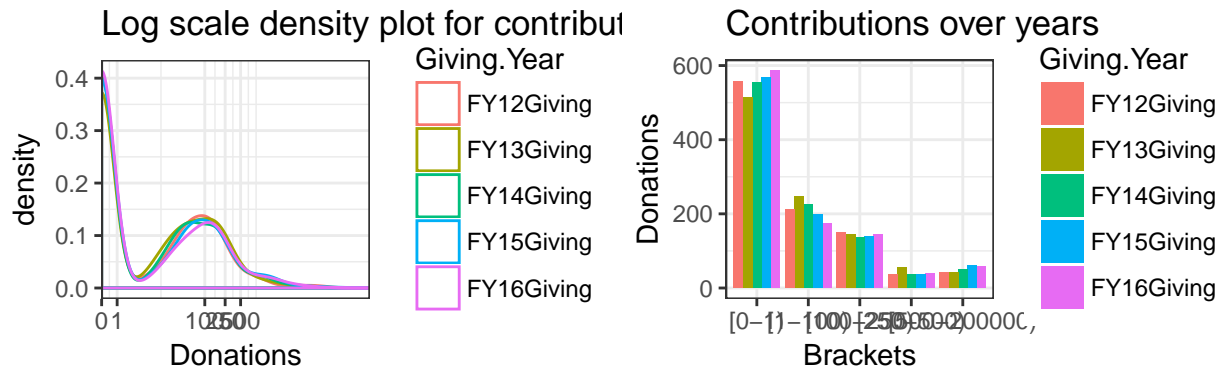 Log scale density plot for contribut
Giving.Year
FY12Giving
FY13Giving
FY14Giving
FY15Giving
FY16Giving
density
0.4
0.3
0.2
0.1
0.0
01
Donations
Contributions over years
Giving.Year
FY12Giving
FY13Giving
FY14Giving
FY15Giving
FY16Giving
Donations
600
400
200
0
Brackets